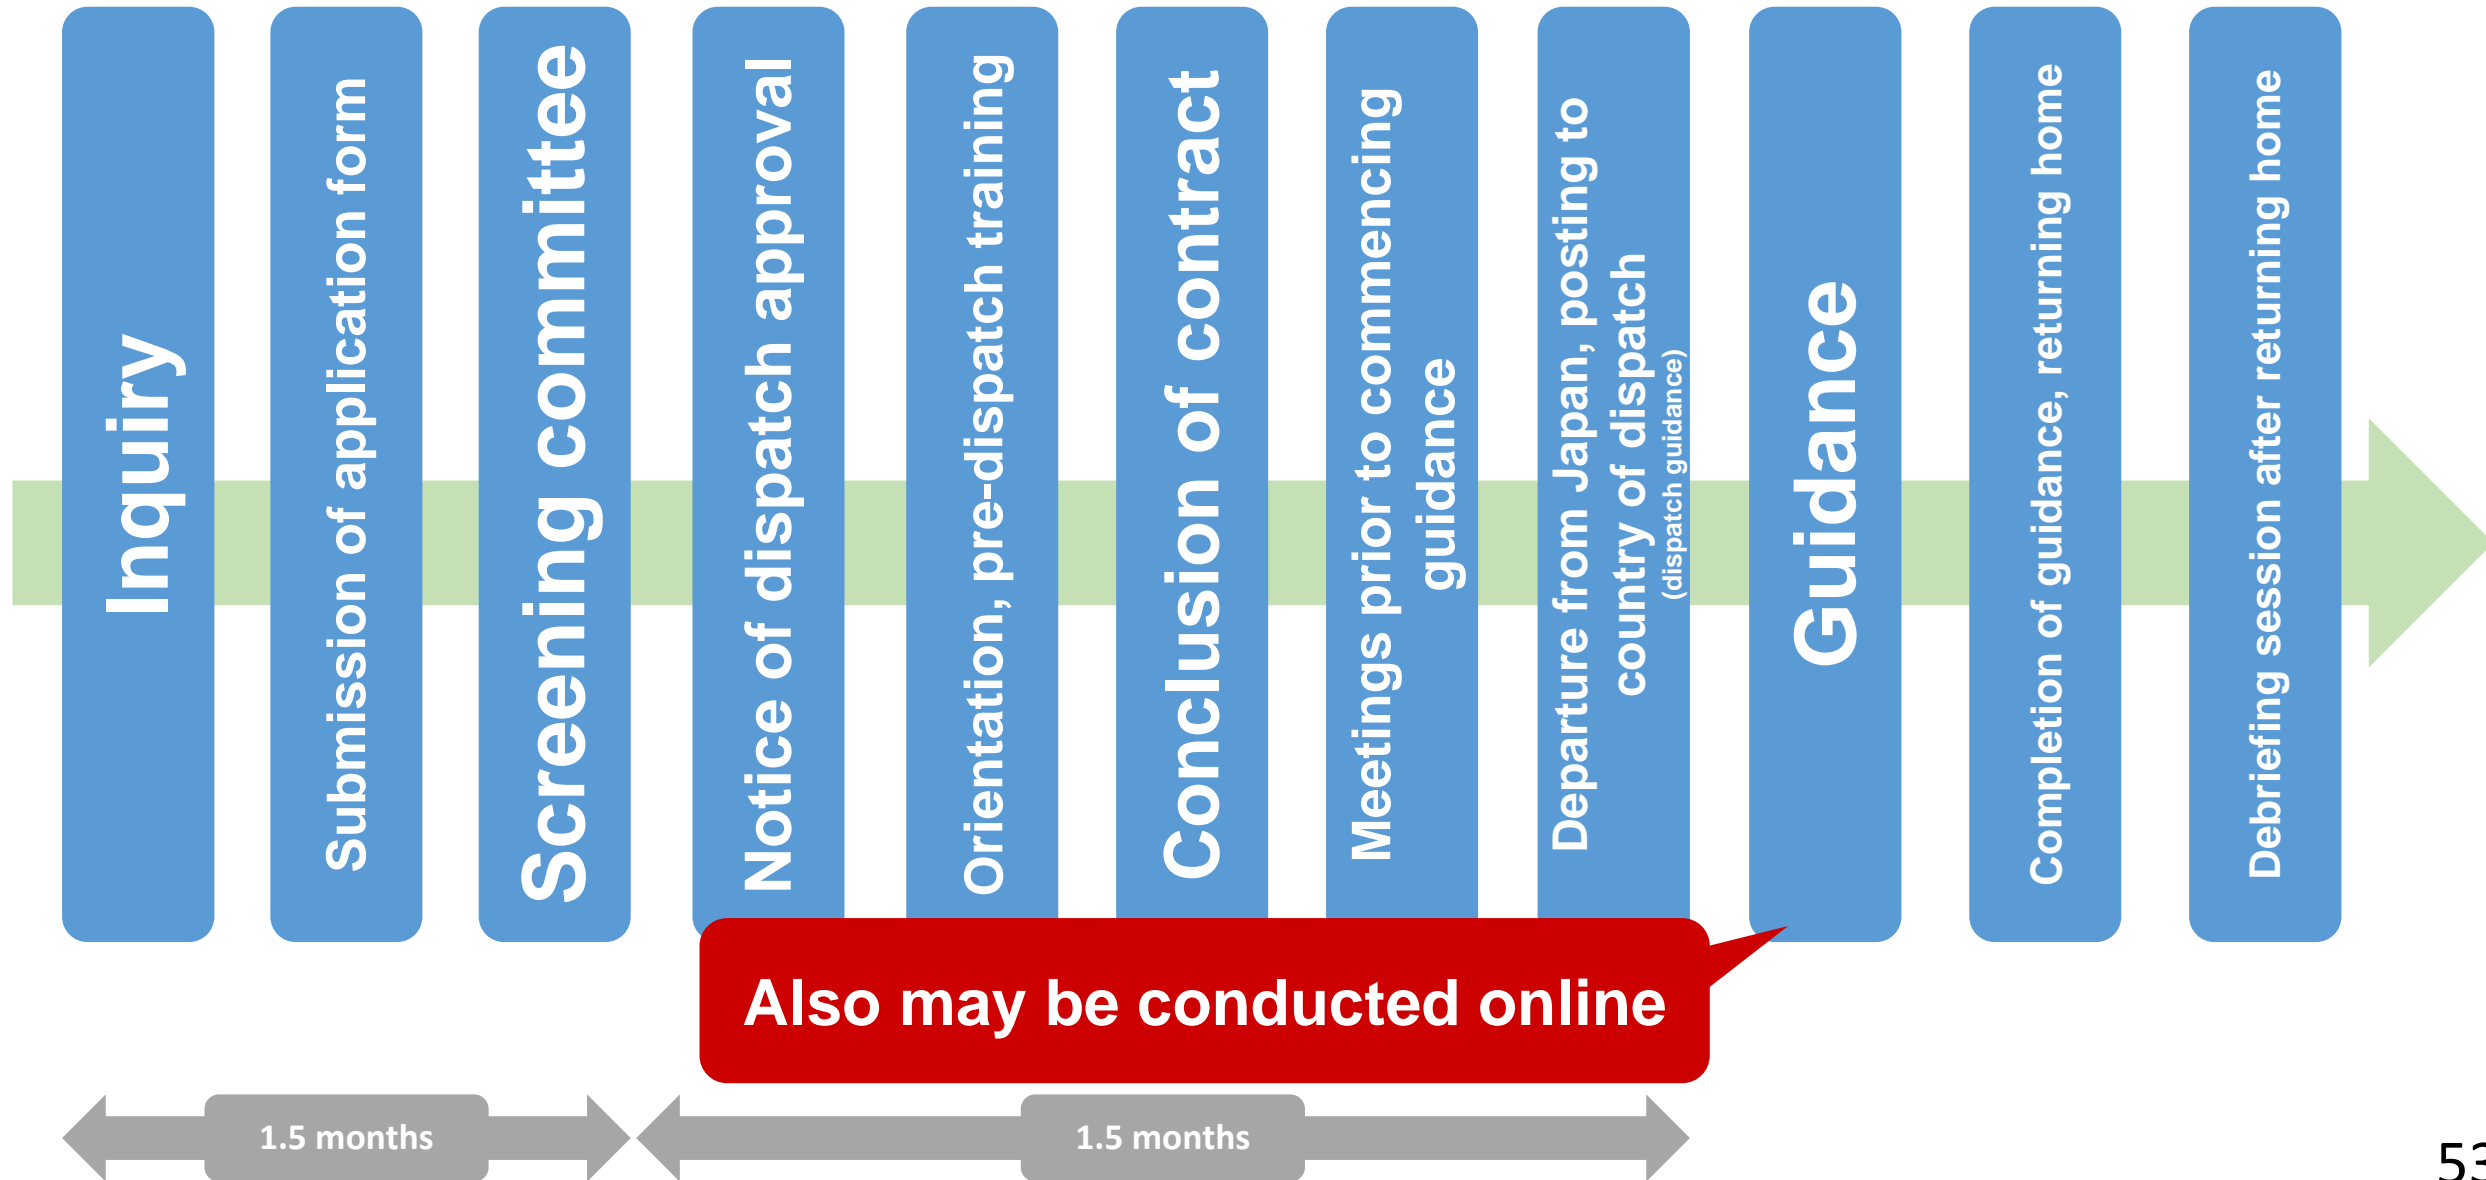 Inquiry
Submission of application form
Screening committee
Notice of dispatch approval
Orientation, pre-dispatch training
Conclusion of contract
Meetings prior to commencing
guidance
Departure from Japan, posting to
country of dispatch
(dispatch guidance)
Guidance
Completion of guidance, returning home
Debriefing session after returning home
Also may be conducted online
1.5 months
1.5 months
53